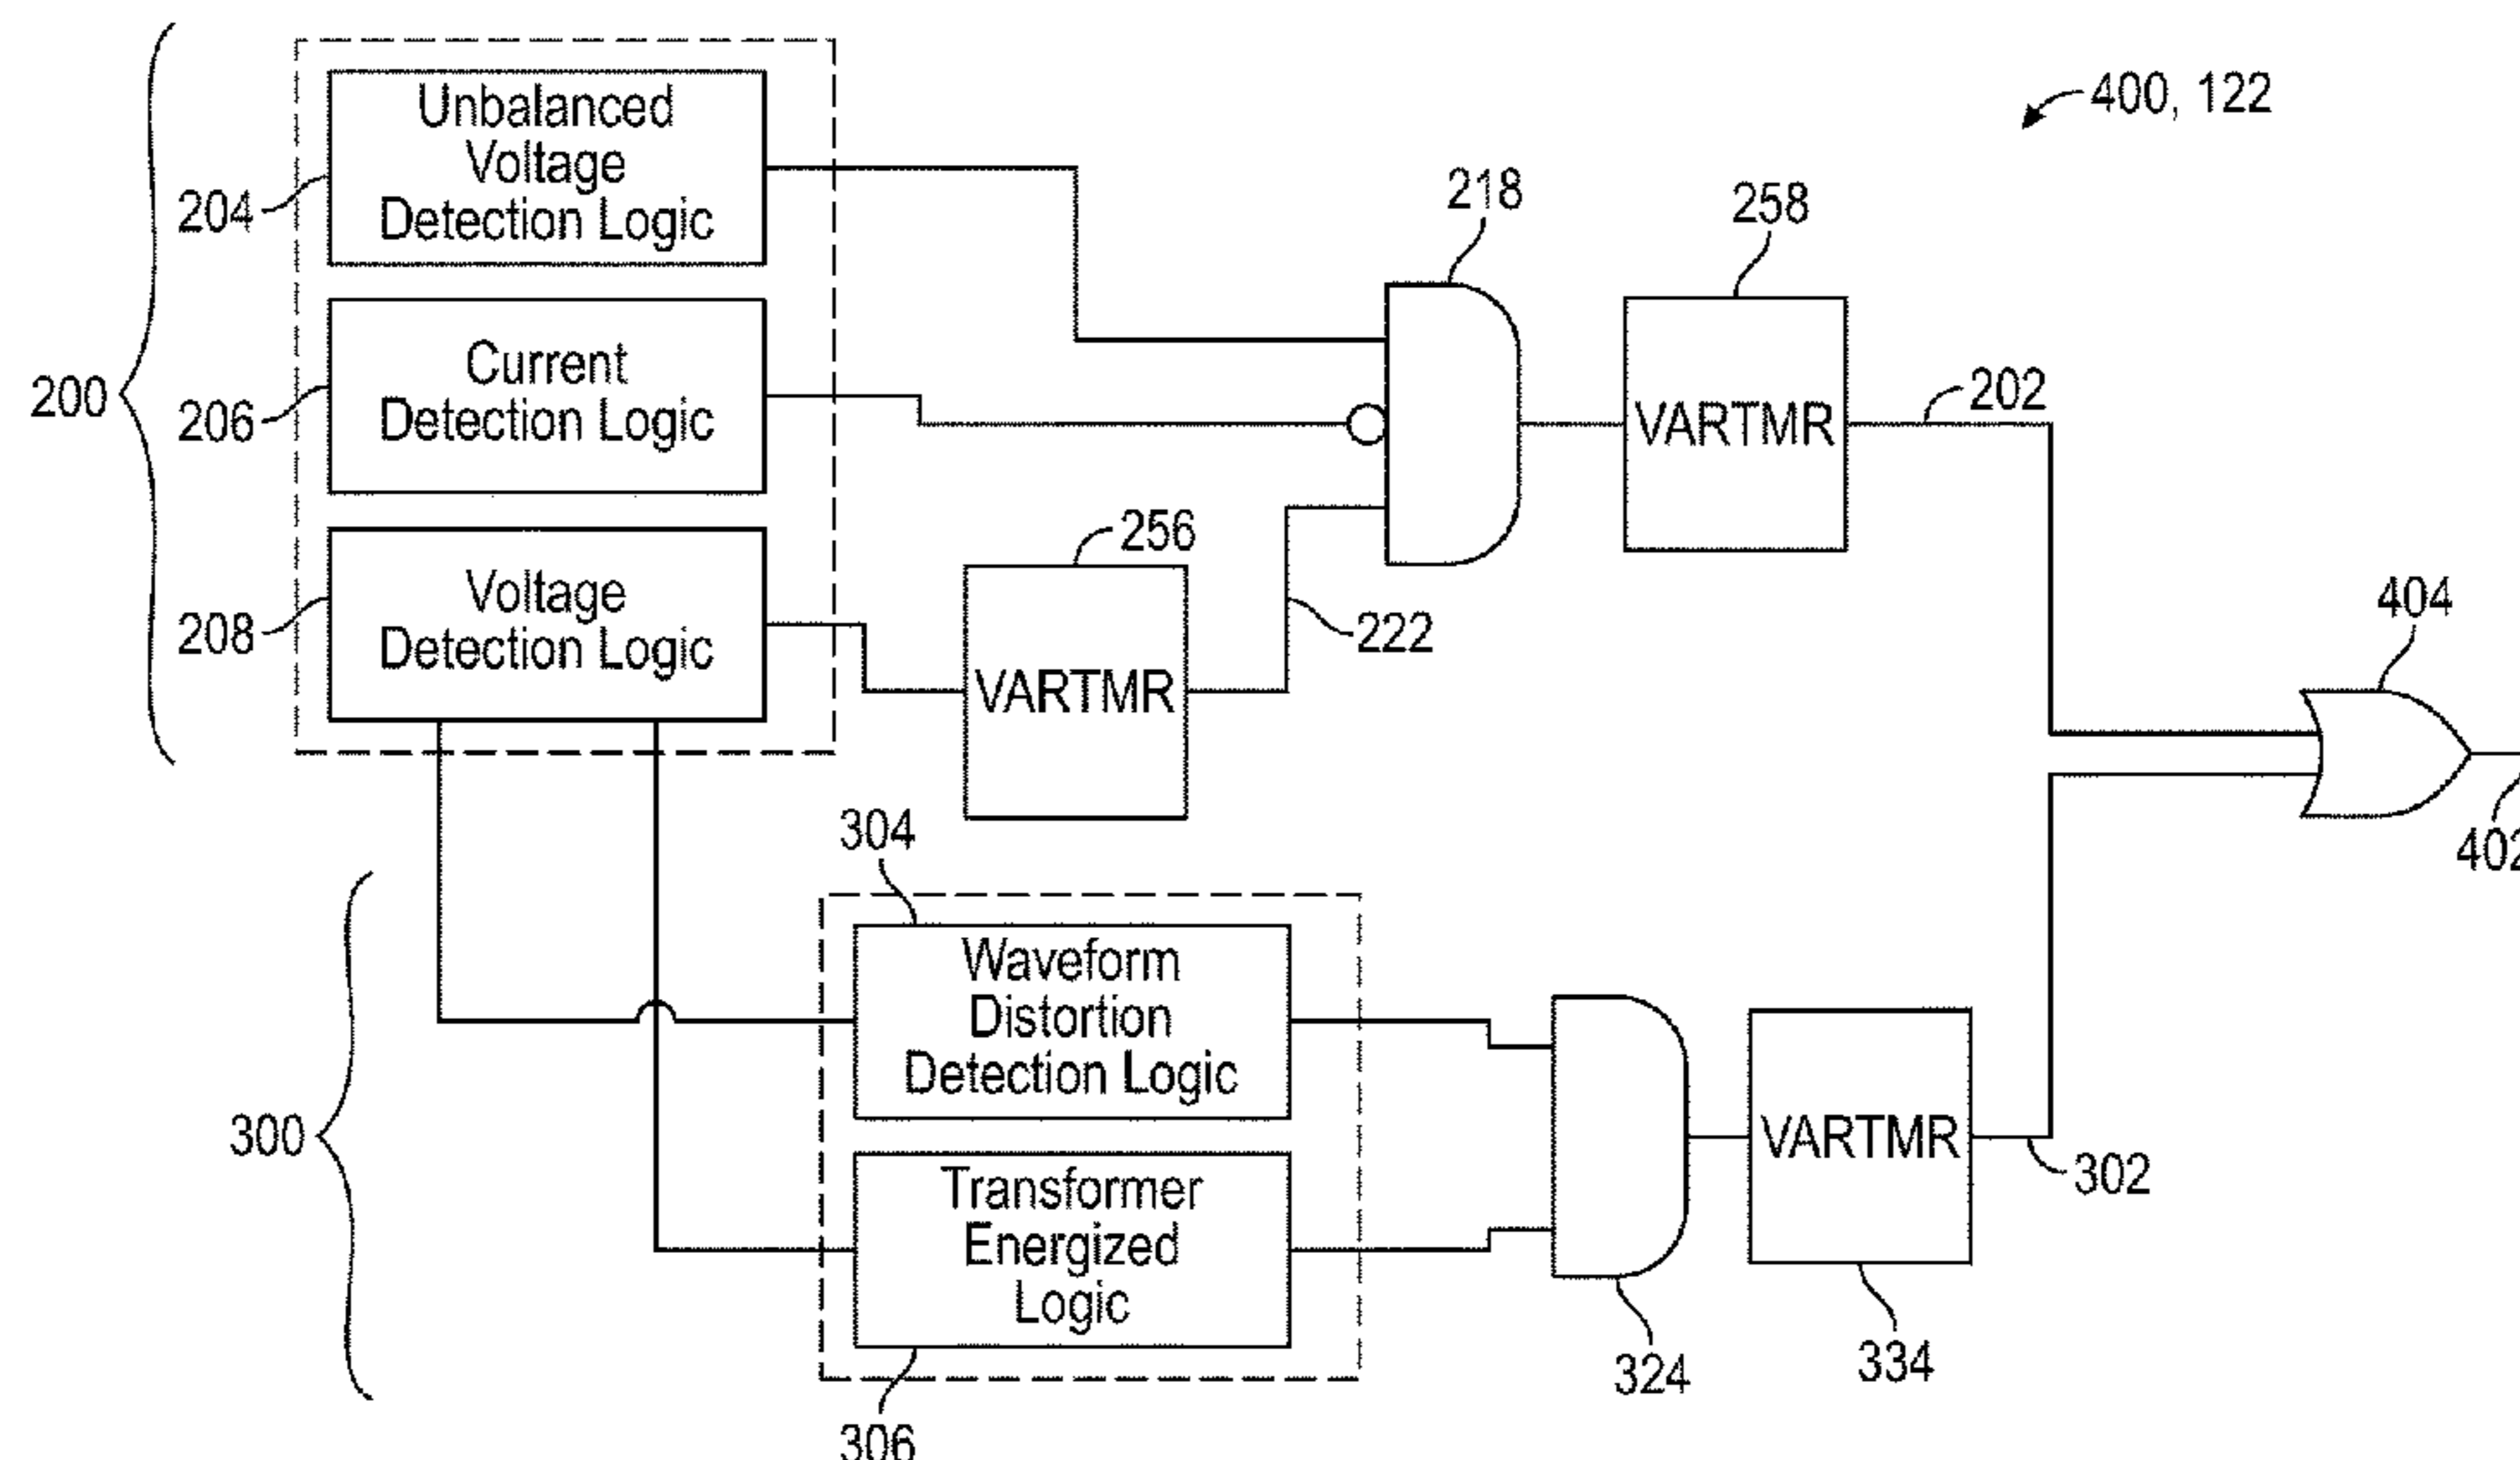 400, 122
Unbalanced
Voltage
Detection Logic
204
218
258
Current
Detection Logic
200
206
VARTMR
202
256
Voltage
Detection Logic
208
VARTMR
222
404
402
304
Waveform
Distortion
Detection Logic
300
Transformer
Energized
Logic
VARTMR
302
324
334
306